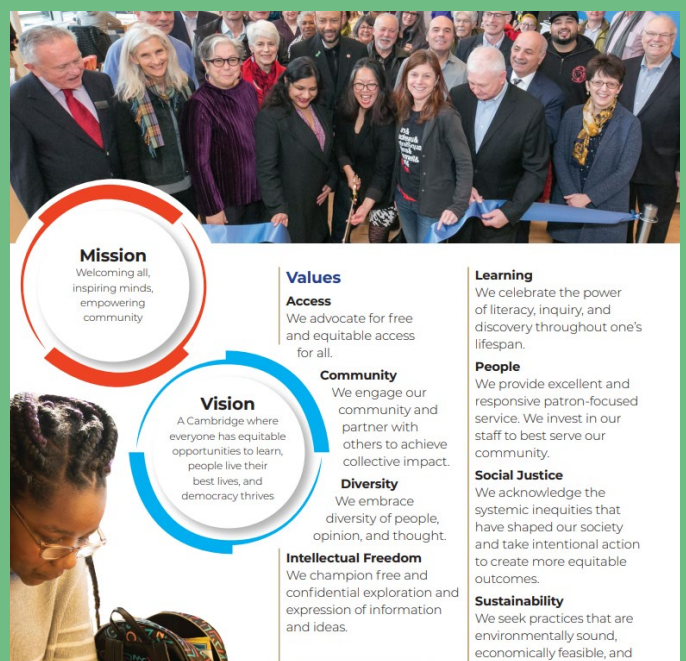 Mission
Welcoming all,
inspiring minds,
empowering
community
Vision
A Cambridge where
everyone has equitable
opportunities to learn,
people live their
best lives, and
democracy thrives
Values
Access
We advocate for free
and equitable access
for all.
Community
We engage our
community and
partner with
others to achieve
collective impact.
Diversity
We embrace
diversity of people,
opinion, and thought.
Intellectual Freedom
We champion free and
confidential exploration and
expression of information
and ideas.
Learning
We celebrate the power
of literacy, inquiry, and
discovery throughout one’s
lifespan.
People
We provide excellent and
responsive patron-focused
service. We invest in our
staff to best serve our
community.
Social Justice
We acknowledge the
systemic inequities that
have shaped our society
and take intentional action
to create more equitable
outcomes.
Sustainability
We seek practices that are
environmentally sound,
economically feasible, and